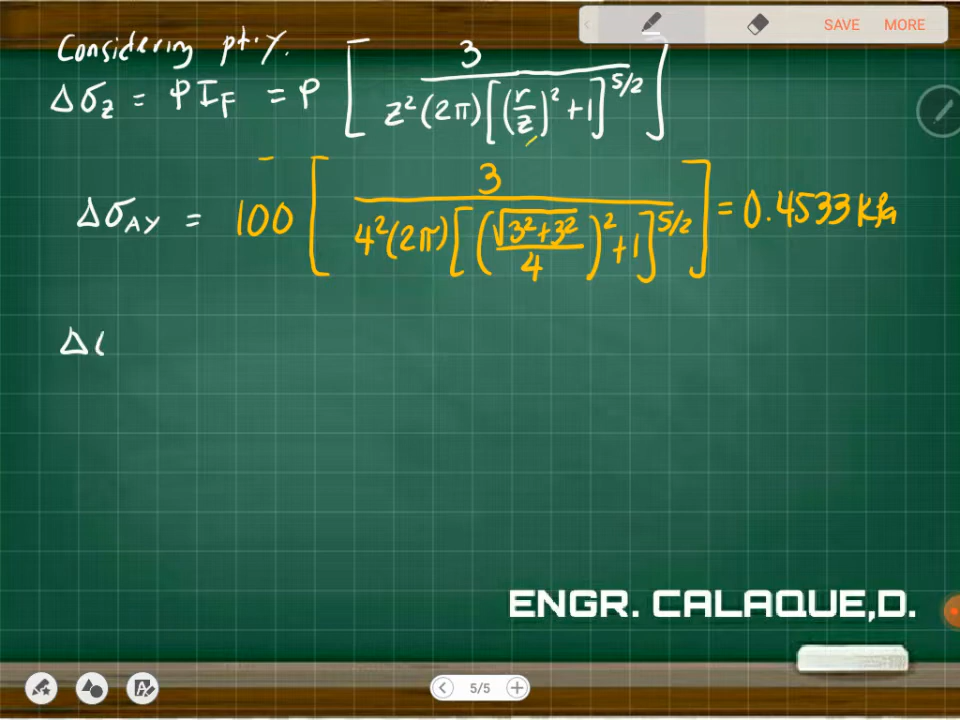 SAVE MORE
Considering pt. Y.
Δσz = P IF = P [ 3 / z²(2π)[(r/z)² + 1]^5/2 ]
ΔσAY = 100 [ 3 / 4²(2π)[(√3²+3² / 4)² + 1]^5/2 ] = 0.4533 kPa
Δ(
ENGR. CALAQUE,D.
5/5